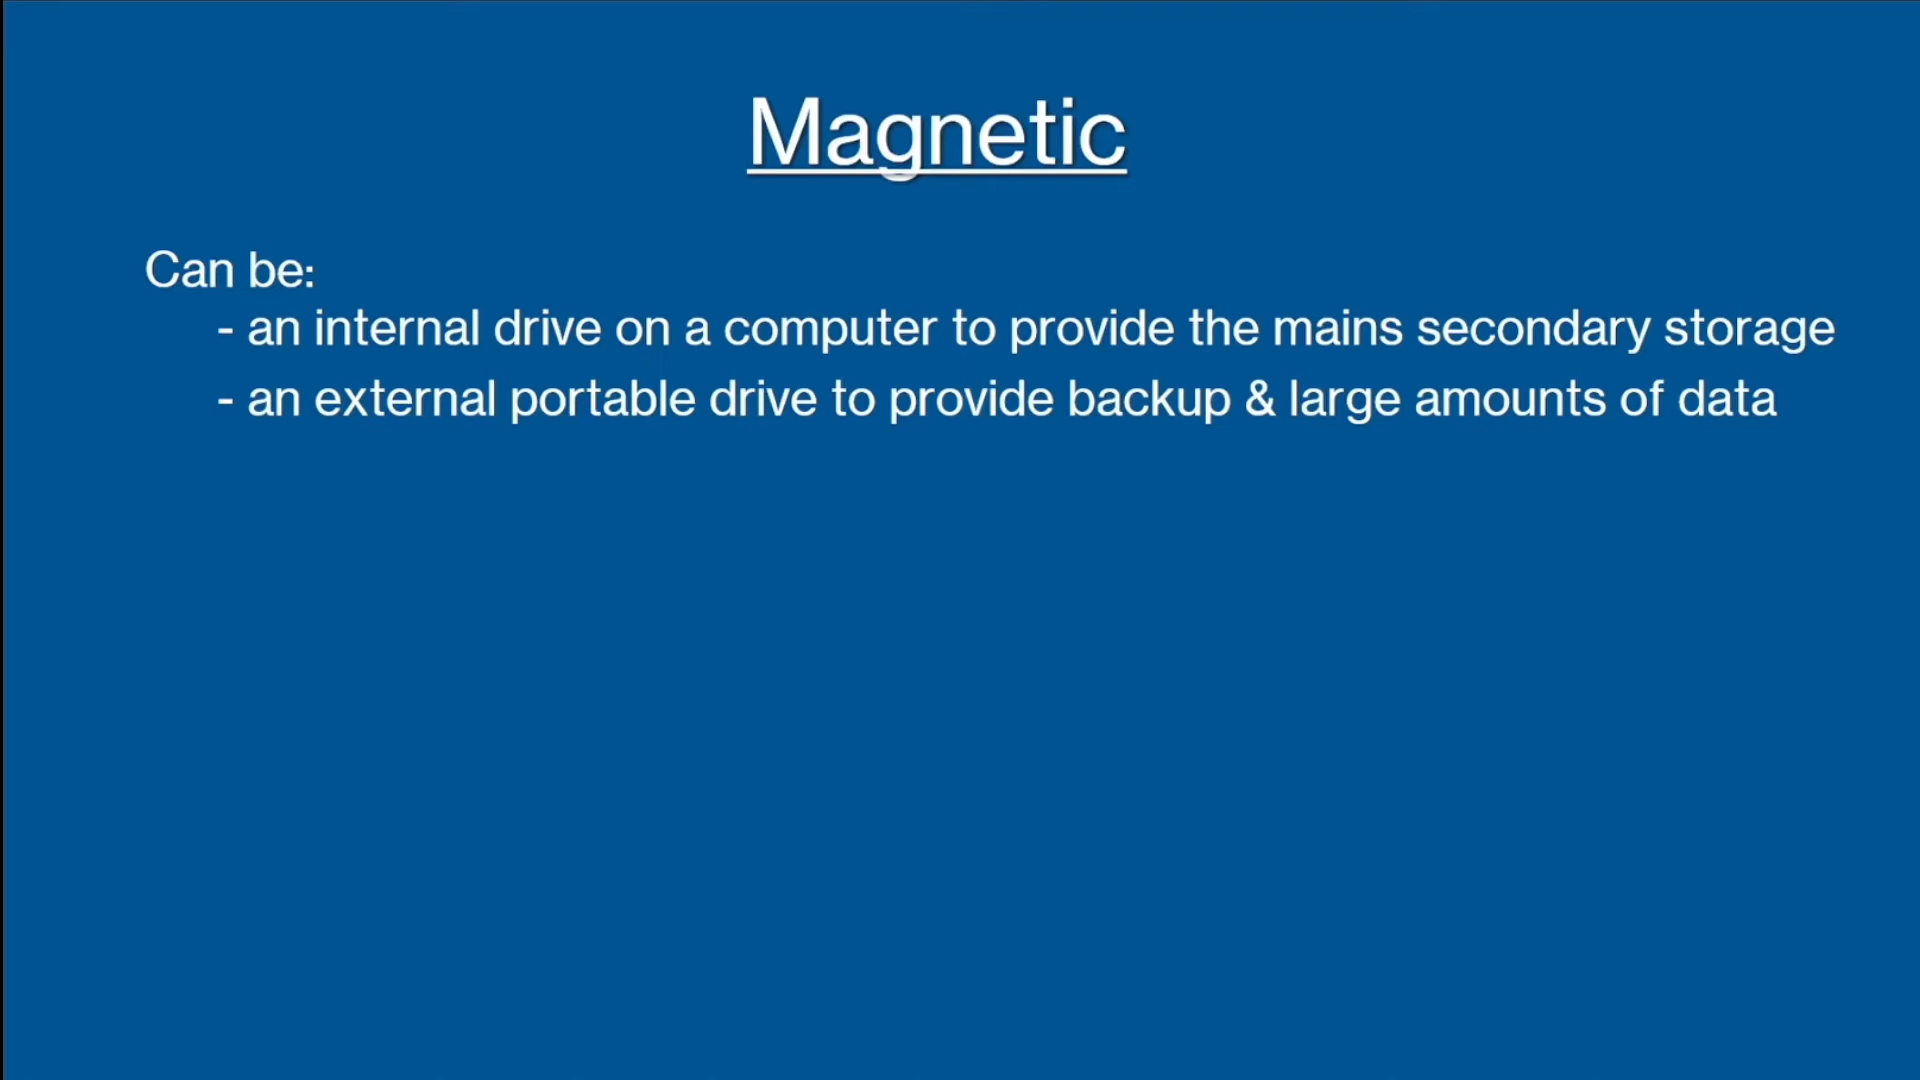 Magnetic
Can be:
- an internal drive on a computer to provide the mains secondary storage
- an external portable drive to provide backup & large amounts of data